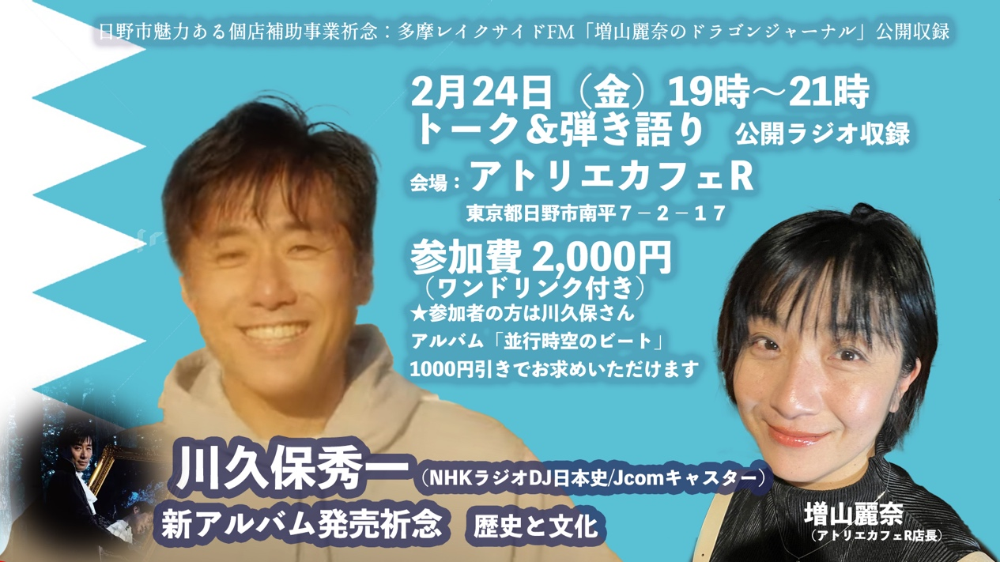 日野市魅力ある個店補助事業祈念：多摩レイクサイドFM「増山麗奈のドラゴンジャーナル」公開収録
2月24日（金）19時～21時
トーク＆弾き語り　公開ラジオ収録
会場：アトリエカフェR
東京都日野市南平７－２－１７
参加費 2,000円
（ワンドリンク付き）
★参加者の方は川久保さん
アルバム「並行時空のビート」
1000円引きでお求めいただけます
川久保秀一（NHKラジオDJ日本史/Jcomキャスター）
新アルバム発売祈念　歴史と文化
増山麗奈
（アトリエカフェR店長）